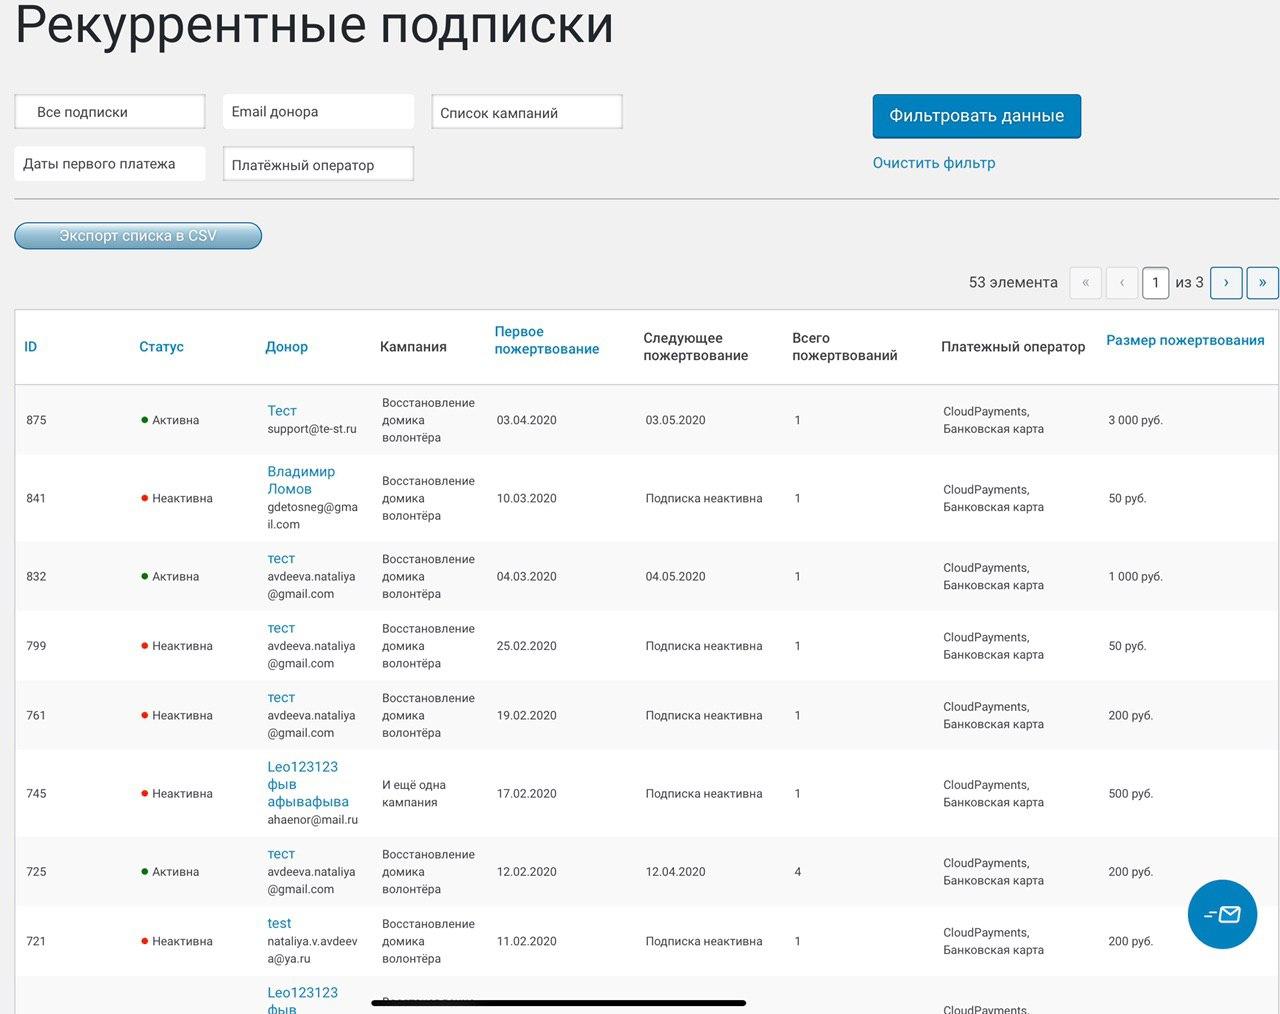 Рекуррентные подписки
Все подписки
Email донора
Список кампаний
Фильтровать данные
Даты первого платежа
Платёжный оператор
Очистить фильтр
Экспорт списка в CSV
53 элемента « ‹ 1 из 3 › »
ID
Статус
Донор
Кампания
Первое
пожертвование
Следующее
пожертвование
Всего
пожертвований
Платежный оператор
Размер пожертвования
875
Активна
Тест
support@te-st.ru
Восстановление
домика
волонтёра
03.04.2020
03.05.2020
1
CloudPayments,
Банковская карта
3 000 руб.
841
Неактивна
Владимир
Ломов
gdetosneg@gma
il.com
Восстановление
домика
волонтёра
10.03.2020
Подписка неактивна
1
CloudPayments,
Банковская карта
50 руб.
832
Активна
тест
avdeeva.nataliya
@gmail.com
Восстановление
домика
волонтёра
04.03.2020
04.05.2020
1
CloudPayments,
Банковская карта
1 000 руб.
799
Неактивна
тест
avdeeva.nataliya
@gmail.com
Восстановление
домика
волонтёра
25.02.2020
Подписка неактивна
1
CloudPayments,
Банковская карта
50 руб.
761
Неактивна
тест
avdeeva.nataliya
@gmail.com
Восстановление
домика
волонтёра
19.02.2020
Подписка неактивна
1
CloudPayments,
Банковская карта
200 руб.
745
Неактивна
Leo123123
фыв
афывафыва
ahaenor@mail.ru
И ещё одна
кампания
17.02.2020
Подписка неактивна
1
CloudPayments,
Банковская карта
500 руб.
725
Активна
тест
avdeeva.nataliya
@gmail.com
Восстановление
домика
волонтёра
12.02.2020
12.04.2020
4
CloudPayments,
Банковская карта
200 руб.
721
Неактивна
test
nataliya.v.avdeev
a@ya.ru
Восстановление
домика
волонтёра
11.02.2020
Подписка неактивна
1
CloudPayments,
Банковская карта
200 руб.
Leo123123
фыв
CloudPayments,